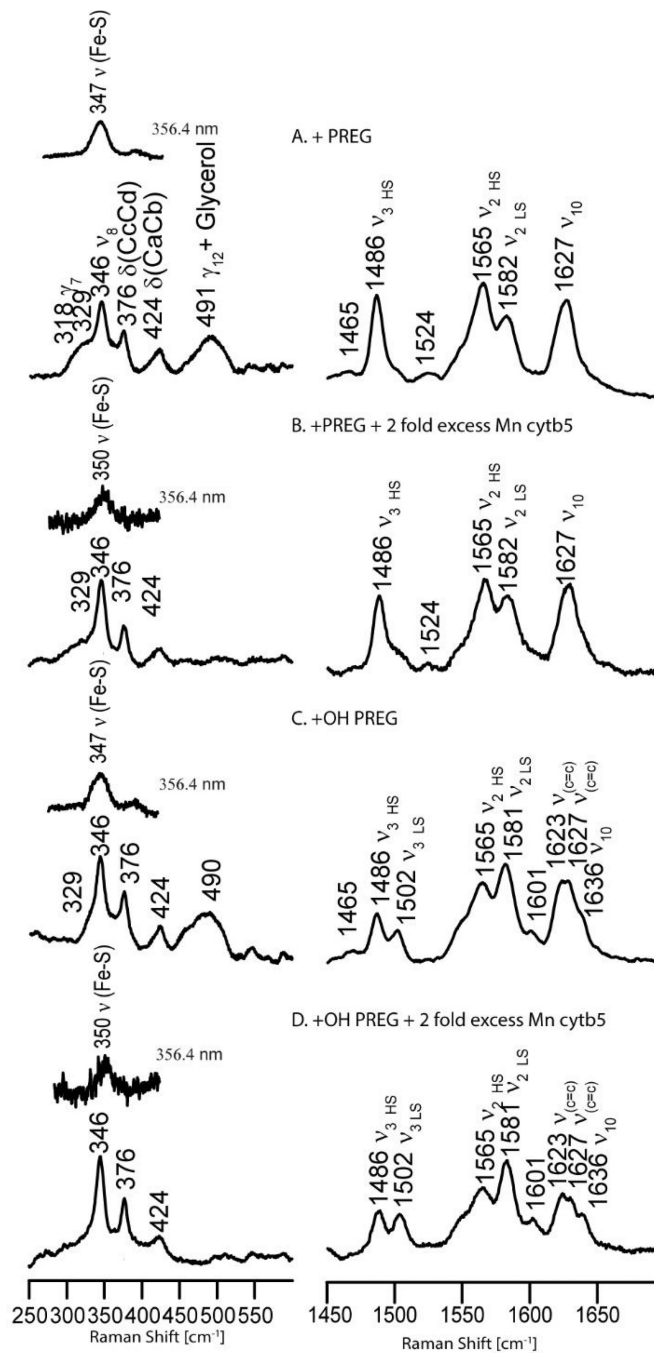 A. + PREG
347 ν (Fe-S)
356.4 nm
318 γ7
329
346 ν8
376 δ(CcCd)
424 δ(CaCb)
491 γ12 + Glycerol
1465
1486 ν3 HS
1524
1565 ν2 HS
1582 ν2 LS
1627 ν10
B. +PREG + 2 fold excess Mn cytb5
350 ν (Fe-S)
356.4 nm
329
346
376
424
1486 ν3 HS
1524
1565 ν2 HS
1582 ν2 LS
1627 ν10
C. +OH PREG
347 ν (Fe-S)
356.4 nm
329
346
376
424
490
1465
1486 ν3 HS
1502 ν3 LS
1565 ν2 HS
1581 ν2 LS
1601
1623 ν(c=c)
1627 ν(c=c)
1636 ν10
D. +OH PREG + 2 fold excess Mn cytb5
350 ν (Fe-S)
356.4 nm
346
376
424
1486 ν3 HS
1502 ν3 LS
1565 ν2 HS
1581 ν2 LS
1601
1623 ν(c=c)
1627 ν(c=c)
1636 ν10
250 300 350 400 450 500 550
Raman Shift [cm⁻¹]
1450 1500 1550 1600 1650
Raman Shift [cm⁻¹]